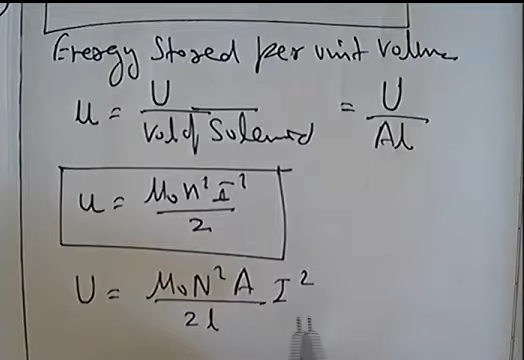 Energy Stored per unit Volume
u = U / Vol of Solenoid = U / Al
u = μ₀n²I² / 2
U = μ₀N²A / 2l I²